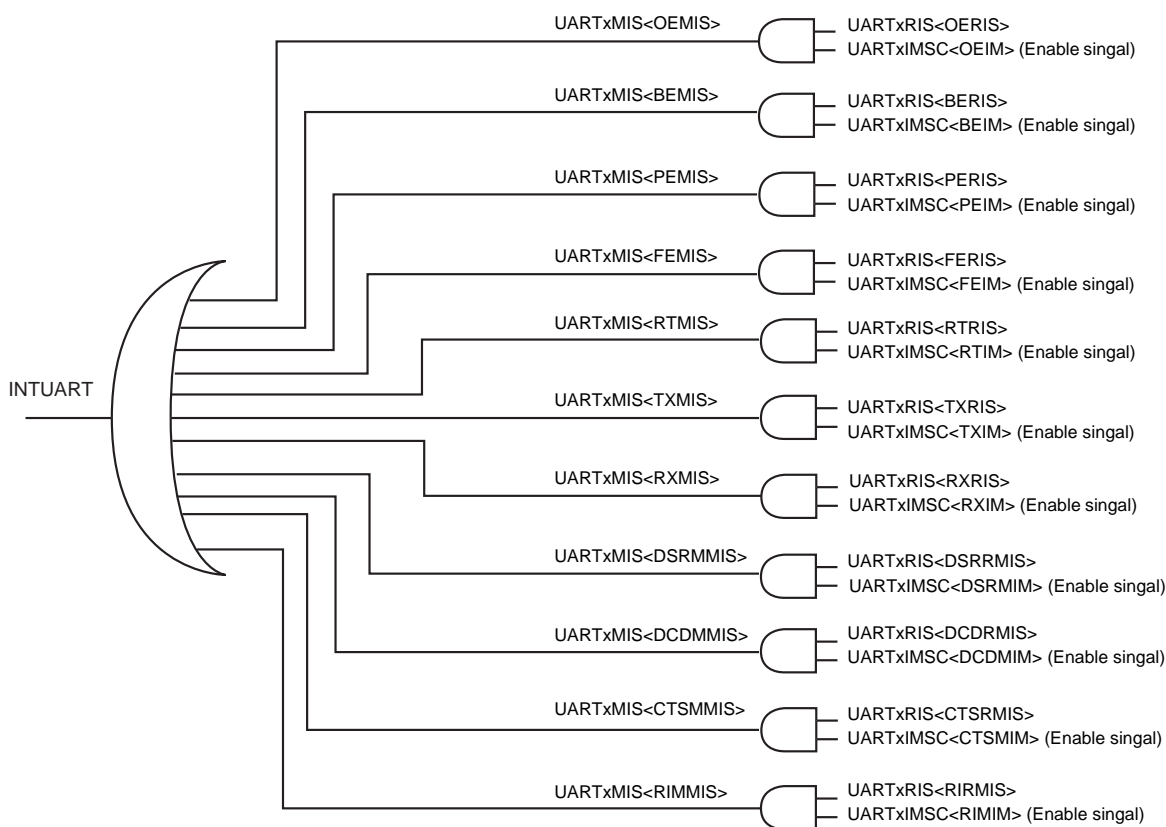 UARTxMIS<OEMIS>
UARTxRIS<OERIS>
UARTxIMSC<OEIM> (Enable singal)
UARTxMIS<BEMIS>
UARTxRIS<BERIS>
UARTxIMSC<BEIM> (Enable singal)
UARTxMIS<PEMIS>
UARTxRIS<PERIS>
UARTxIMSC<PEIM> (Enable singal)
UARTxMIS<FEMIS>
UARTxRIS<FERIS>
UARTxIMSC<FEIM> (Enable singal)
UARTxMIS<RTMIS>
UARTxRIS<RTRIS>
UARTxIMSC<RTIM> (Enable singal)
INTUART
UARTxMIS<TXMIS>
UARTxRIS<TXRIS>
UARTxIMSC<TXIM> (Enable singal)
UARTxMIS<RXMIS>
UARTxRIS<RXRIS>
UARTxIMSC<RXIM> (Enable singal)
UARTxMIS<DSRMMIS>
UARTxRIS<DSRRMIS>
UARTxIMSC<DSRMIM> (Enable singal)
UARTxMIS<DCDMMIS>
UARTxRIS<DCDRMIS>
UARTxIMSC<DCDMIM> (Enable singal)
UARTxMIS<CTSMMIS>
UARTxRIS<CTSRMIS>
UARTxIMSC<CTSMIM> (Enable singal)
UARTxMIS<RIMMIS>
UARTxRIS<RIRMIS>
UARTxIMSC<RIMIM> (Enable singal)